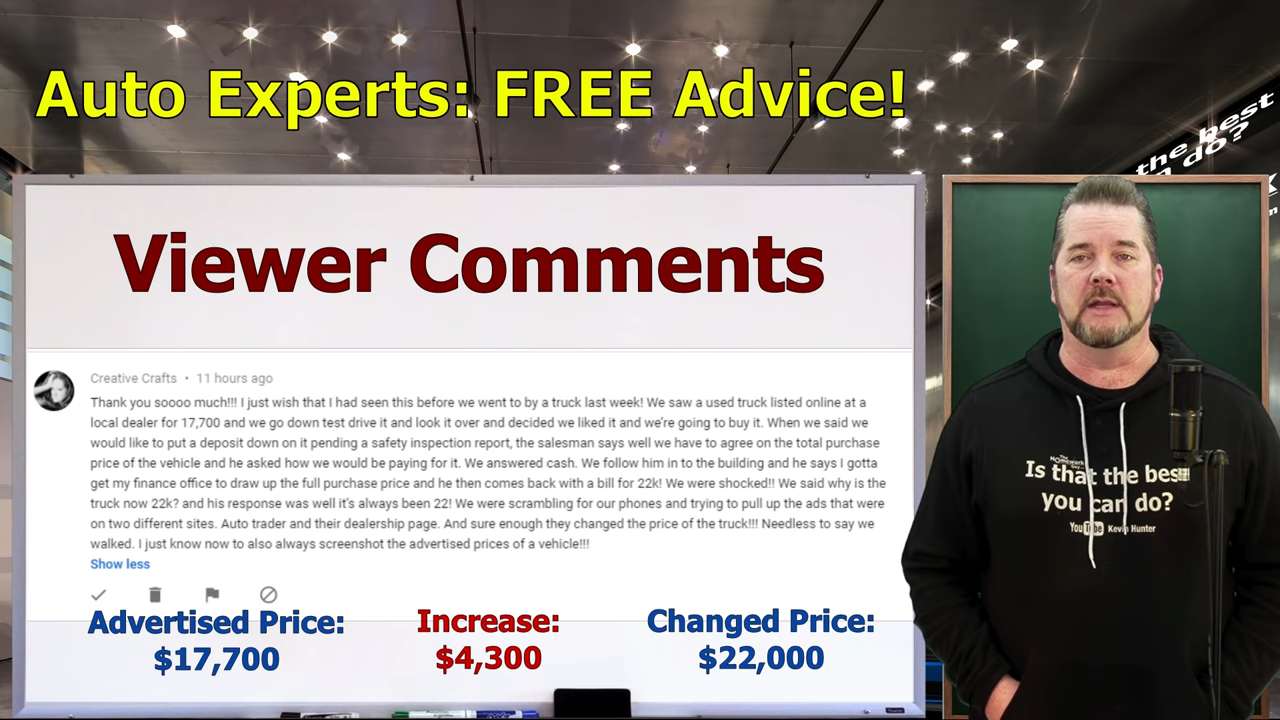 Auto Experts: FREE Advice!
the best
do?
Viewer Comments
Creative Crafts • 11 hours ago
Thank you soooo much!!! I just wish that I had seen this before we went to by a truck last week! We saw a used truck listed online at a
local dealer for 17,700 and we go down test drive it and look it over and decided we liked it and we're going to buy it. When we said we
would like to put a deposit down on it pending a safety inspection report, the salesman says well we have to agree on the total purchase
price of the vehicle and he asked how we would be paying for it. We answered cash. We follow him in to the building and he says I gotta
get my finance office to draw up the full purchase price and he then comes back with a bill for 22k! We were shocked!! We said why is the
truck now 22k? and his response was well it's always been 22! We were scrambling for our phones and trying to pull up the ads that were
on two different sites. Auto trader and their dealership page. And sure enough they changed the price of the truck!!! Needless to say we
walked. I just know now to also always screenshot the advertised prices of a vehicle!!!
Show less
Advertised Price: Increase: Changed Price:
$17,700 $4,300 $22,000
Is that the best
you can do?
YouTube Kevin Hunter